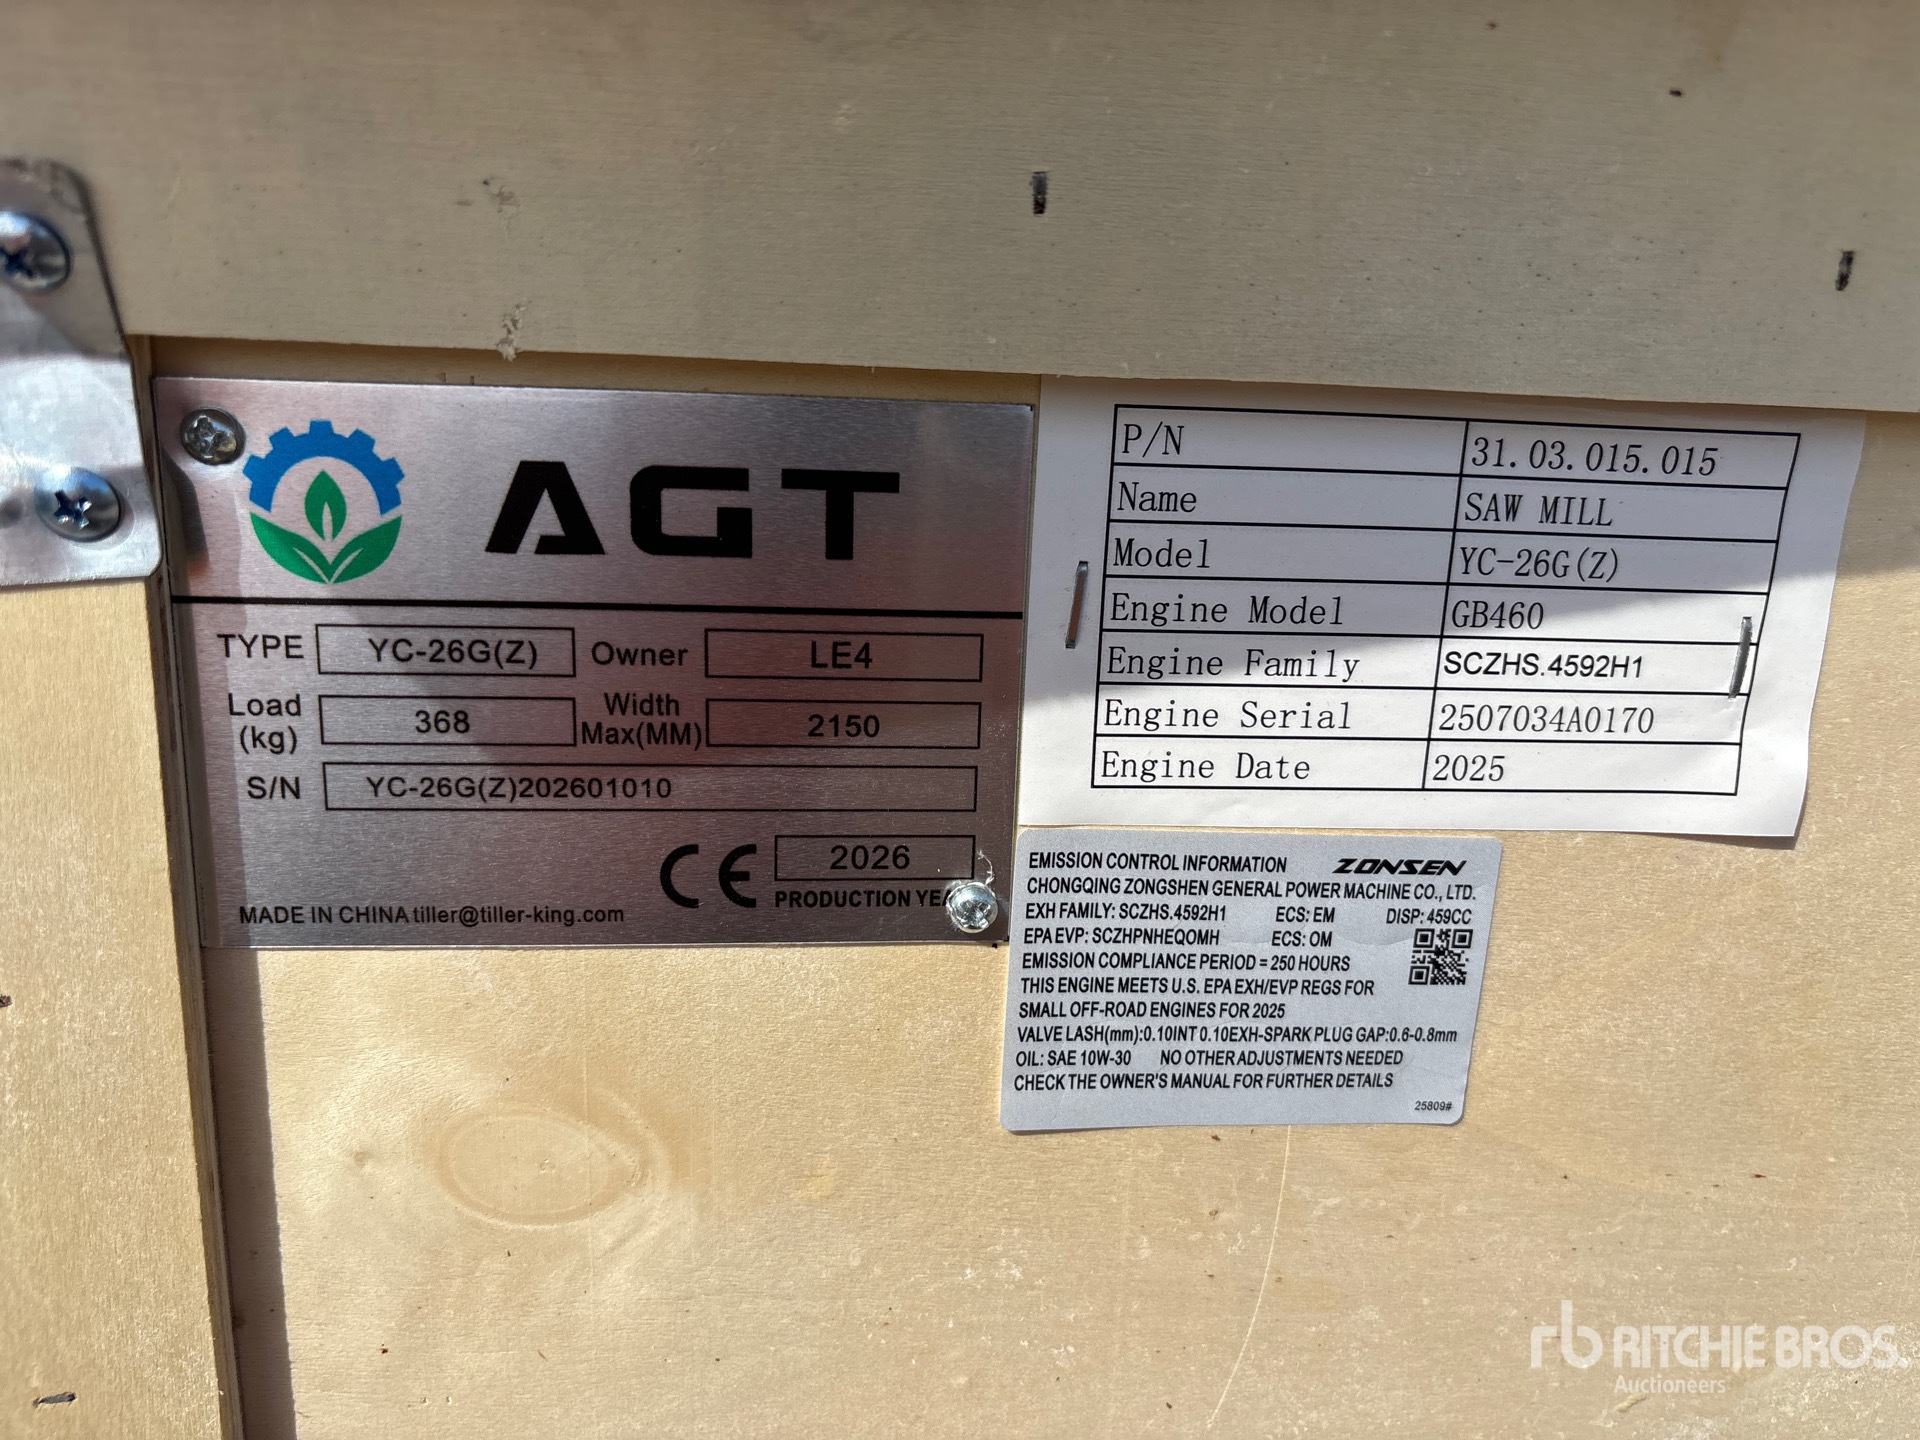 AGT
TYPE YC-26G(Z) Owner LE4
Load (kg) 368 Width Max(MM) 2150
S/N YC-26G(Z)202601010
CE 2026
PRODUCTION YEA
MADE IN CHINA tiller@tiller-king.com
P/N 31.03.015.015
Name SAW MILL
Model YC-26G(Z)
Engine Model GB460
Engine Family SCZHS.4592H1
Engine Serial 2507034A0170
Engine Date 2025
EMISSION CONTROL INFORMATION ZONSEN
CHONGQING ZONGSHEN GENERAL POWER MACHINE CO., LTD.
EXH FAMILY: SCZHS.4592H1 ECS: EM DISP: 459CC
EPA EVP: SCZHPNHEQOMH ECS: OM
EMISSION COMPLIANCE PERIOD = 250 HOURS
THIS ENGINE MEETS U.S. EPA EXH/EVP REGS FOR
SMALL OFF-ROAD ENGINES FOR 2025
VALVE LASH(mm):0.10INT 0.10EXH-SPARK PLUG GAP:0.6-0.8mm
OIL: SAE 10W-30 NO OTHER ADJUSTMENTS NEEDED
CHECK THE OWNER'S MANUAL FOR FURTHER DETAILS
25809#
rb RITCHIE BROS.
Auctioneers